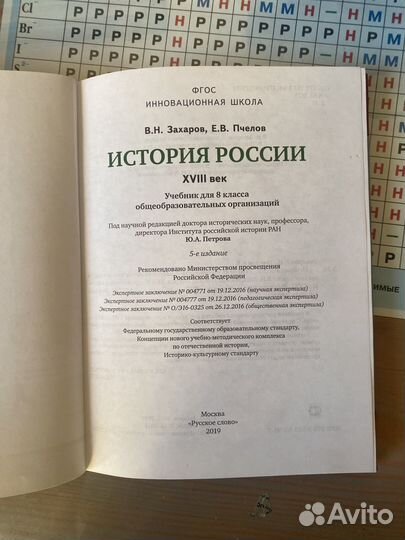 Cl⁻
Br⁻
I⁻
S
ФГОС
ИННОВАЦИОННАЯ ШКОЛА
В.Н. Захаров, Е.В. Пчелов
ИСТОРИЯ РОССИИ
XVIII век
Учебник для 8 класса
общеобразовательных организаций
Под научной редакцией доктора исторических наук, профессора,
директора Института российской истории РАН
Ю.А. Петрова
5-е издание
Рекомендовано Министерством просвещения
Российской Федерации
Экспертное заключение № 004771 от 19.12.2016 (научная экспертиза)
Экспертное заключение № 004777 от 19.12.2016 (педагогическая экспертиза)
Экспертное заключение № О/316-0325 от 26.12.2016 (общественная экспертиза)
Соответствует
Федеральному государственному образовательному стандарту,
Концепции нового учебно-методического комплекса
по отечественной истории,
Историко-культурному стандарту
Москва
«Русское слово»
2019
Avito